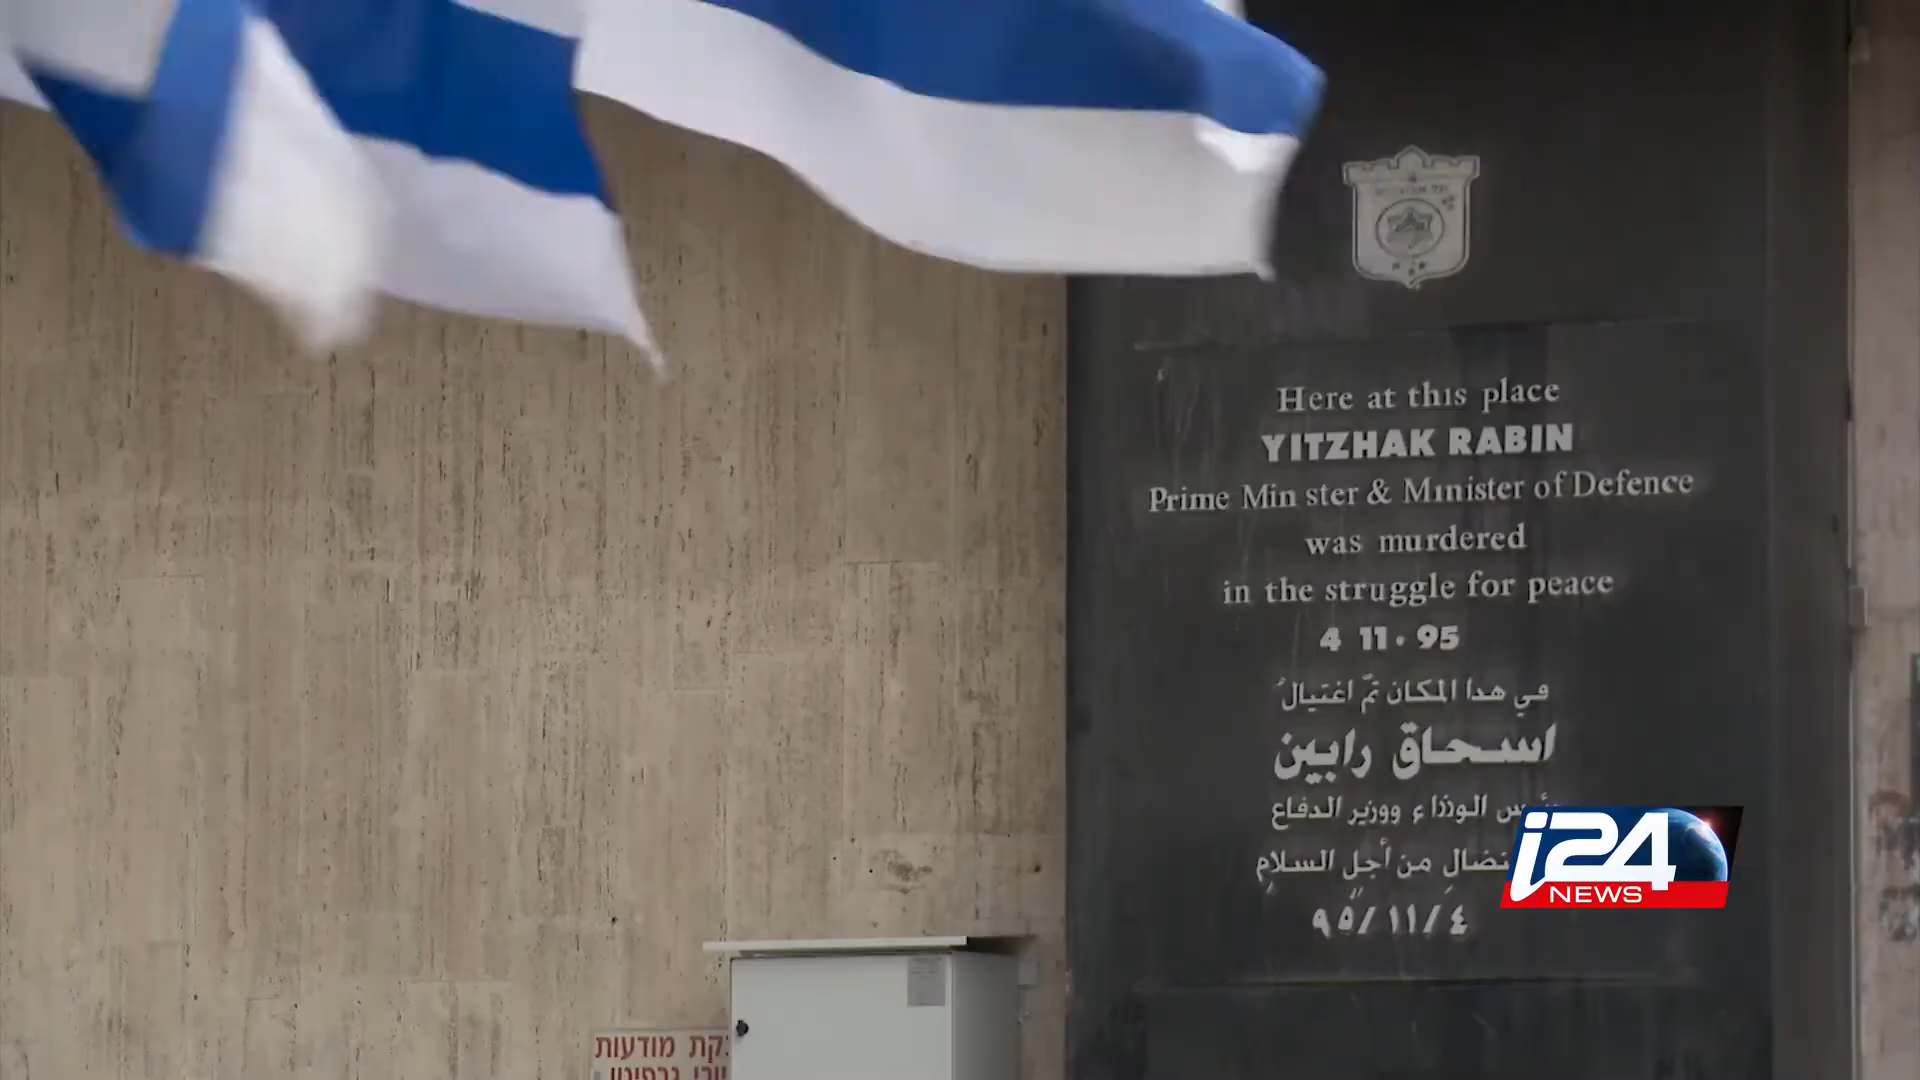 Here at this place
YITZHAK RABIN
Prime Min ster & Minister of Defence
was murdered
in the struggle for peace
4 11·95
في هذا المكان تمّ اغتيالُ
اسحاق رابين
الوزراء ووزير الدفاع
من أجلِ السلامِ
٩٥/١١/٤
i24
NEWS
מודעות